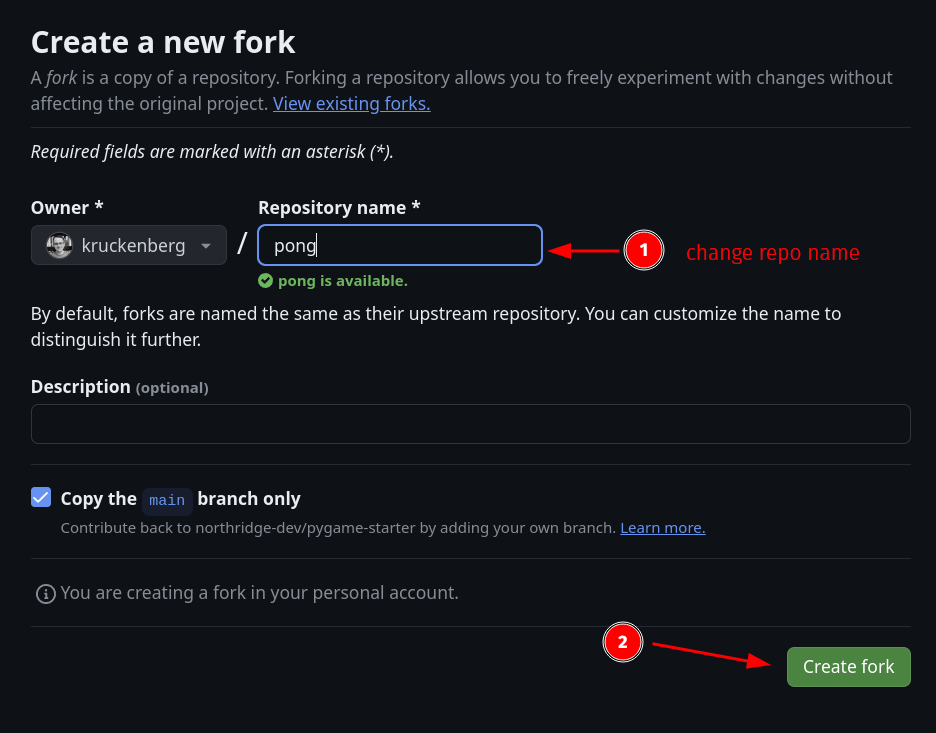 Create a new fork
A fork is a copy of a repository. Forking a repository allows you to freely experiment with changes without
affecting the original project. View existing forks.
Required fields are marked with an asterisk (*).
Owner * Repository name *
kruckenberg / pong
1 change repo name
pong is available.
By default, forks are named the same as their upstream repository. You can customize the name to
distinguish it further.
Description (optional)
Copy the main branch only
Contribute back to northridge-dev/pygame-starter by adding your own branch. Learn more.
You are creating a fork in your personal account.
2
Create fork